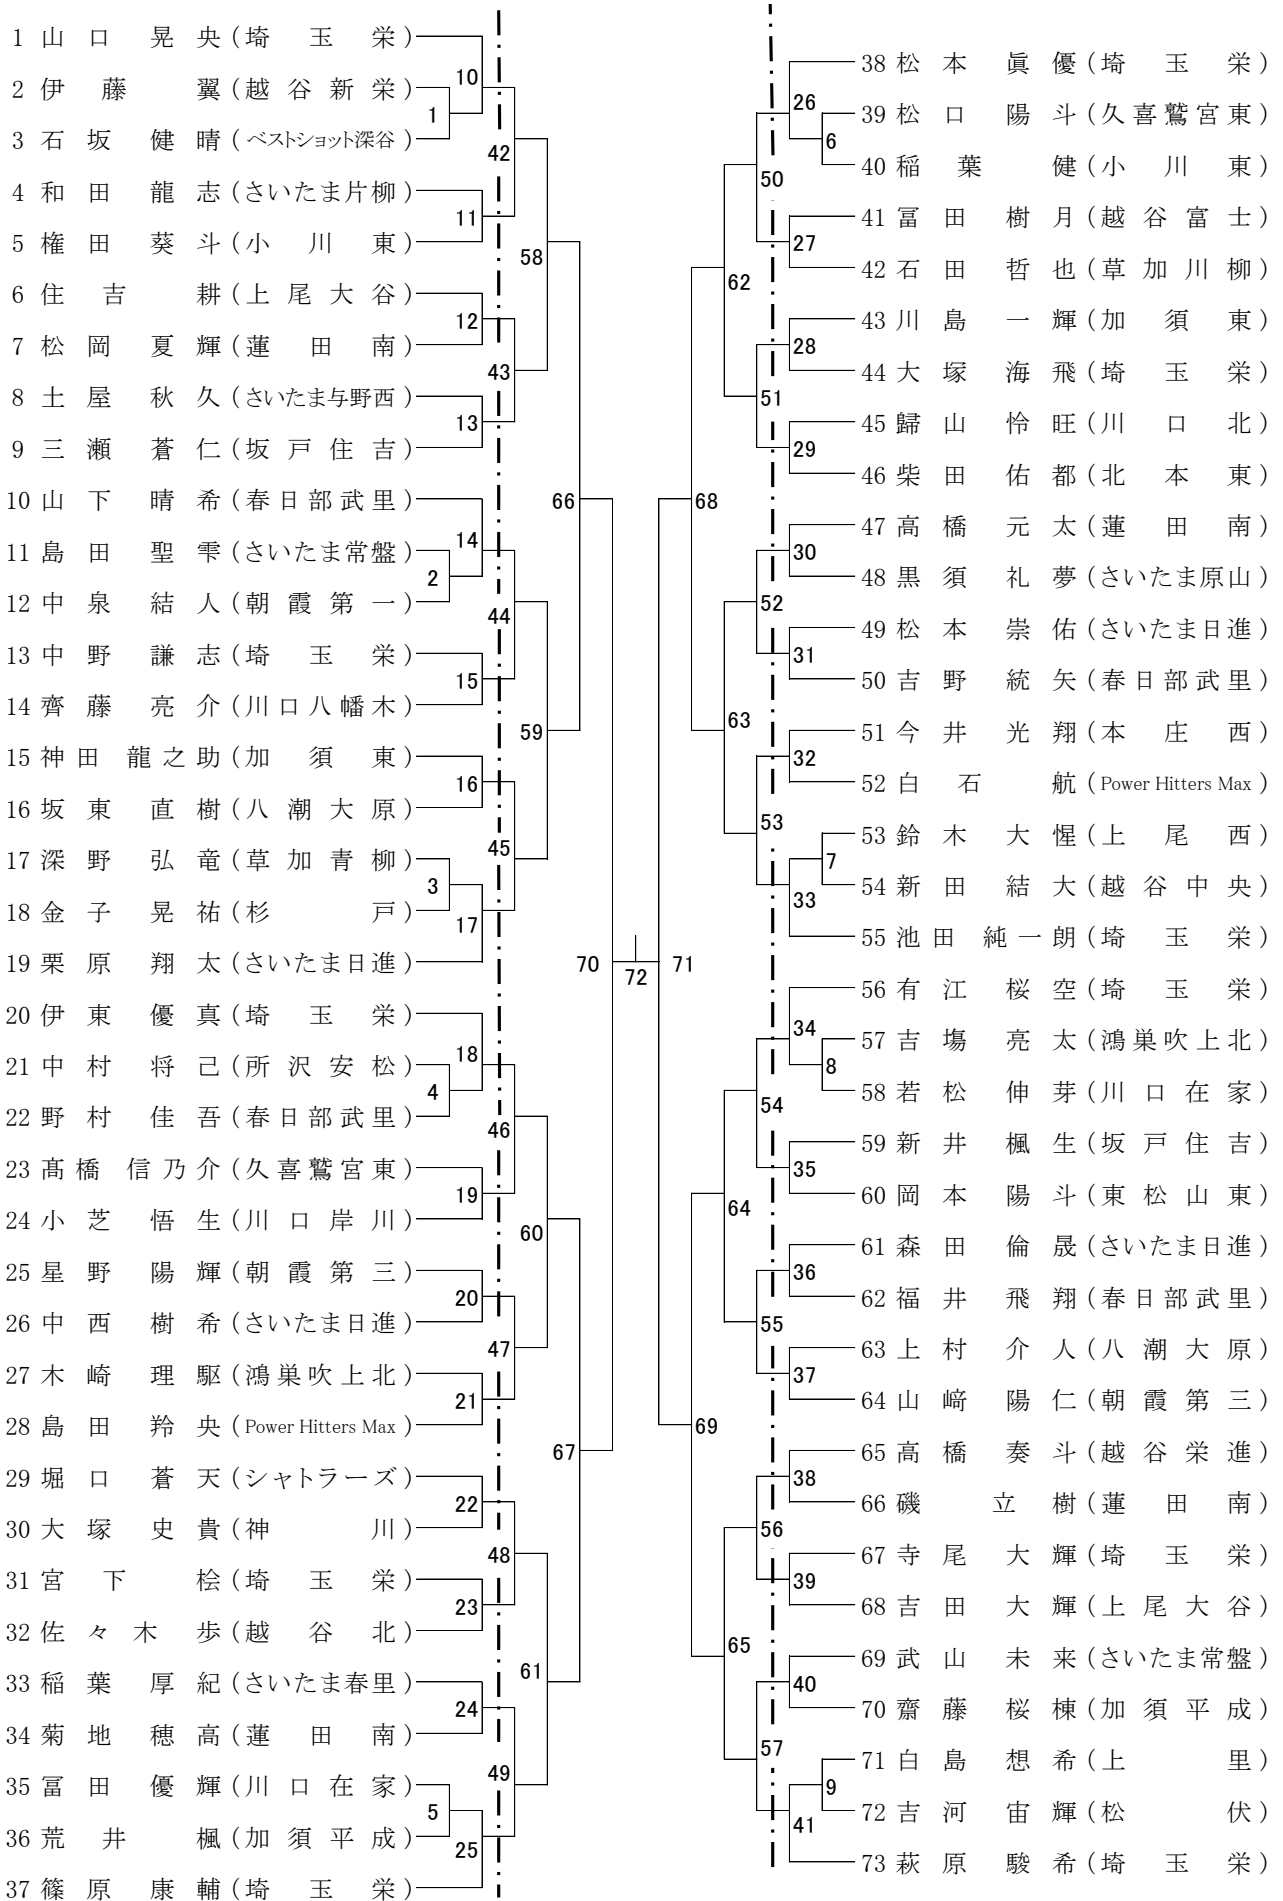 1 山口 晃央 (埼玉栄)
2 伊藤 翼 (越谷新栄)
3 石坂 健晴 (ベストショット深谷)
4 和田 龍志 (さいたま片柳)
5 権田 葵斗 (小川東)
6 住吉 耕 (上尾大谷)
7 松岡 夏輝 (蓮田南)
8 土屋 秋久 (さいたま与野西)
9 三瀬 蒼仁 (坂戸住吉)
10 山下 晴希 (春日部武里)
11 島田 聖雫 (さいたま常盤)
12 中泉 結人 (朝霞第一)
13 中野 謙志 (埼玉栄)
14 齊藤 亮介 (川口八幡木)
15 神田 龍之助 (加須東)
16 坂東 直樹 (八潮大原)
17 深野 弘竜 (草加青柳)
18 金子 晃祐 (杉戸)
19 栗原 翔太 (さいたま日進)
20 伊東 優真 (埼玉栄)
21 中村 将己 (所沢安松)
22 野村 佳吾 (春日部武里)
23 髙橋 信乃介 (久喜鷲宮東)
24 小芝 悟生 (川口岸川)
25 星野 陽輝 (朝霞第三)
26 中西 樹希 (さいたま日進)
27 木崎 理駆 (鴻巣吹上北)
28 島田 羚央 (Power Hitters Max)
29 堀口 蒼天 (シャトラーズ)
30 大塚 史貴 (神川)
31 宮下 桧 (埼玉栄)
32 佐々木 歩 (越谷北)
33 稲葉 厚紀 (さいたま春里)
34 菊地 穂高 (蓮田南)
35 冨田 優輝 (川口在家)
36 荒井 楓 (加須平成)
37 篠原 康輔 (埼玉栄)
1
2
3
4
5
10
11
12
13
14
15
16
17
18
19
20
21
22
23
24
25
42
43
44
45
46
47
48
49
58
59
60
61
66
67
70
72
71
68
69
62
63
64
65
50
51
52
53
54
55
56
57
26
27
28
29
30
31
32
33
34
35
36
37
38
39
40
41
6
7
8
9
38 松本 眞優 (埼玉栄)
39 松口 陽斗 (久喜鷲宮東)
40 稲葉 健 (小川東)
41 冨田 樹月 (越谷富士)
42 石田 哲也 (草加川柳)
43 川島 一輝 (加須東)
44 大塚 海飛 (埼玉栄)
45 歸山 怜旺 (川口北)
46 柴田 佑都 (北本東)
47 高橋 元太 (蓮田南)
48 黒須 礼夢 (さいたま原山)
49 松本 崇佑 (さいたま日進)
50 吉野 統矢 (春日部武里)
51 今井 光翔 (本庄西)
52 白石 航 (Power Hitters Max)
53 鈴木 大惺 (上尾西)
54 新田 結大 (越谷中央)
55 池田 純一朗 (埼玉栄)
56 有江 桜空 (埼玉栄)
57 吉塲 亮太 (鴻巣吹上北)
58 若松 伸芽 (川口在家)
59 新井 楓生 (坂戸住吉)
60 岡本 陽斗 (東松山東)
61 森田 倫晟 (さいたま日進)
62 福井 飛翔 (春日部武里)
63 上村 介人 (八潮大原)
64 山﨑 陽仁 (朝霞第三)
65 高橋 奏斗 (越谷栄進)
66 磯 立樹 (蓮田南)
67 寺尾 大輝 (埼玉栄)
68 吉田 大輝 (上尾大谷)
69 武山 未来 (さいたま常盤)
70 齋藤 桜棟 (加須平成)
71 白島 想希 (上里)
72 吉河 宙輝 (松伏)
73 萩原 駿希 (埼玉栄)